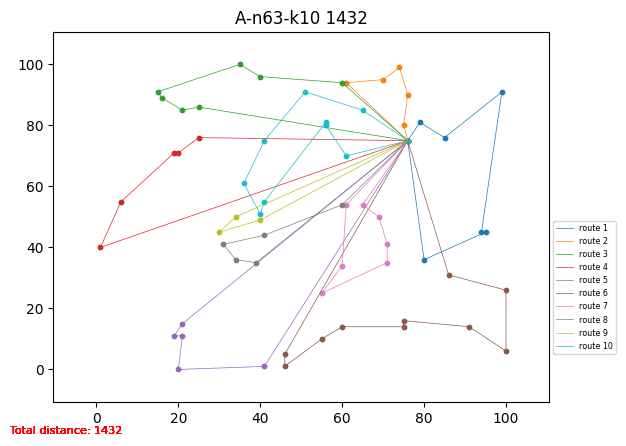 A-n63-k10 1432
100
80
60
40
20
0
0 20 40 60 80 100
route 1
route 2
route 3
route 4
route 5
route 6
route 7
route 8
route 9
route 10
Total distance: 1432